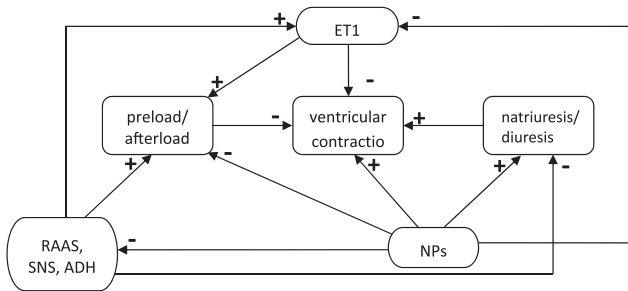 +
-
ET1
+
-
preload/
afterload
-
ventricular
contractio
+
natriuresis/
diuresis
+
-
+
+
-
RAAS,
SNS, ADH
-
NPs